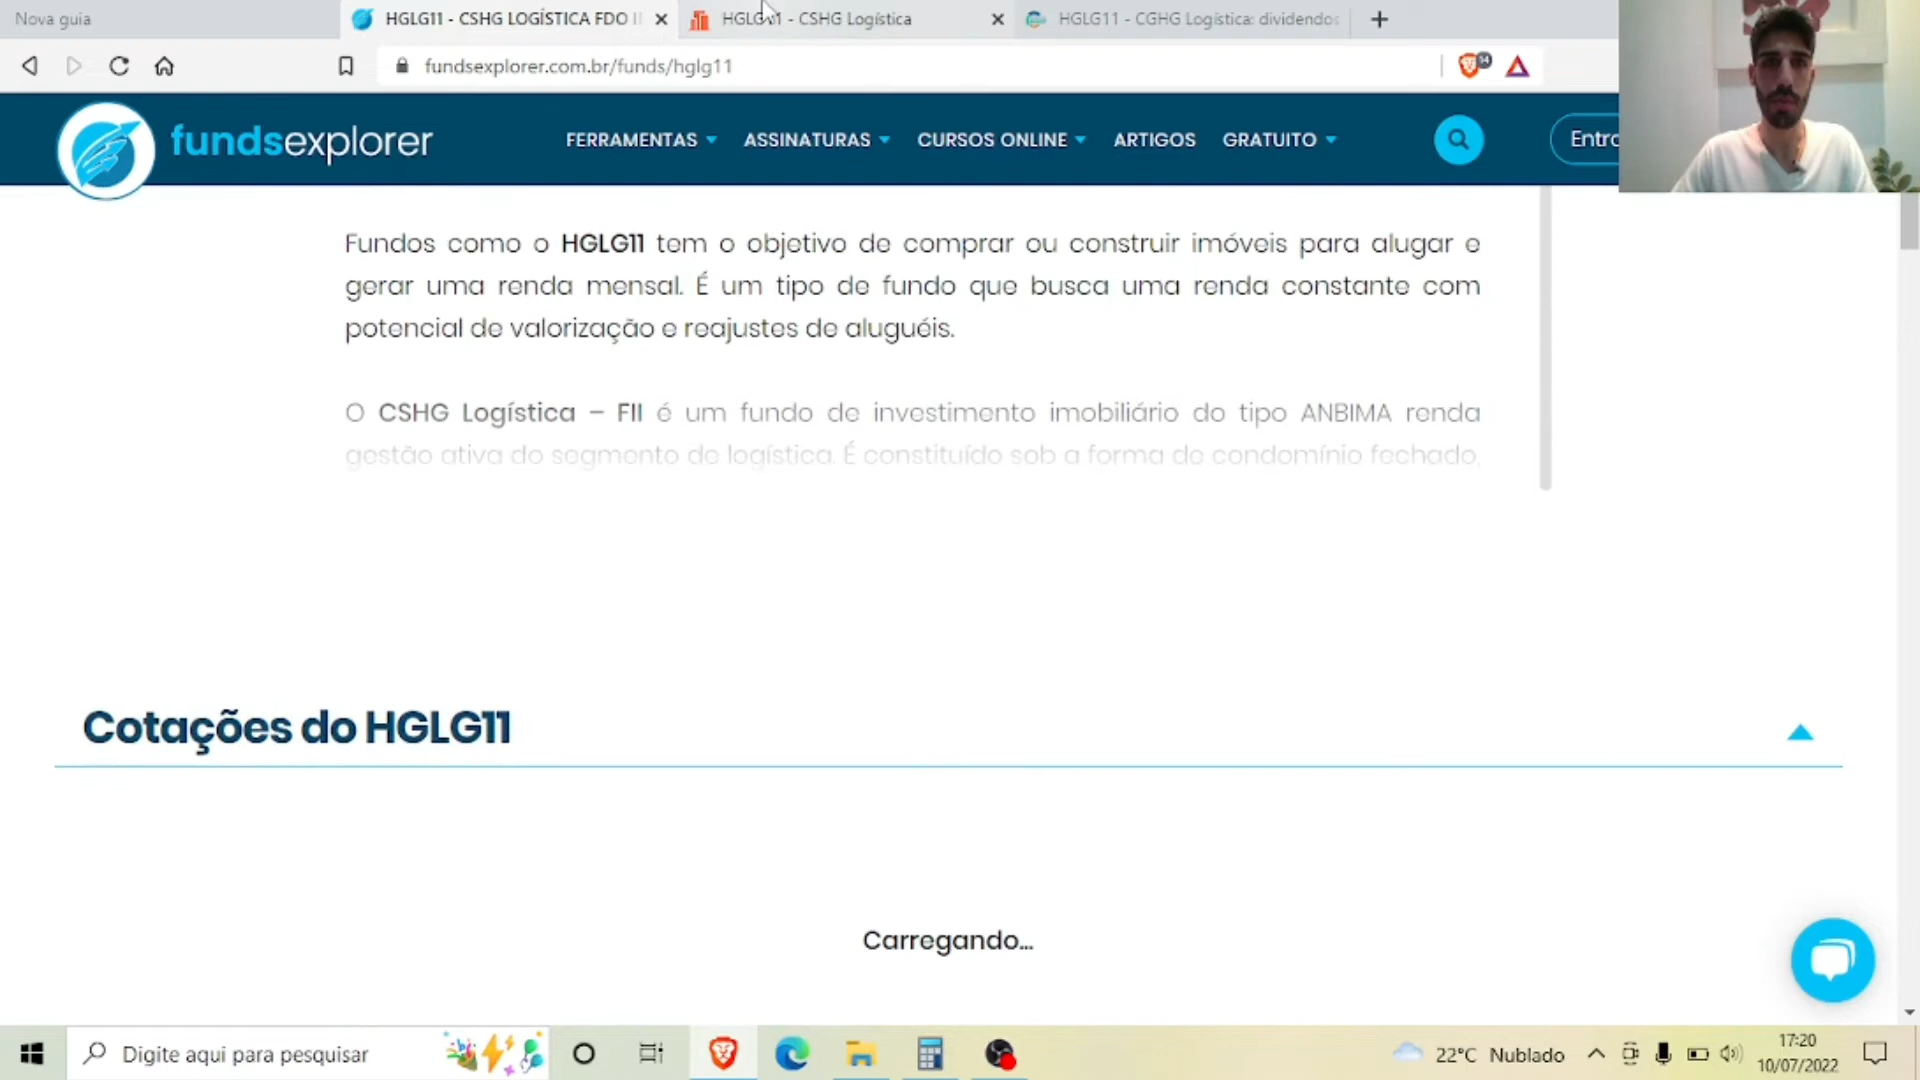 Nova guia
HGLG11 - CSHG LOGÍSTICA FDO I
HGLG11 - CSHG Logística
HGLG11 - CGHG Logística: dividendos
fundsexplorer.com.br/funds/hglg11
14
fundsexplorer
FERRAMENTAS
ASSINATURAS
CURSOS ONLINE
ARTIGOS
GRATUITO
Entra
Fundos como o HGLG11 tem o objetivo de comprar ou construir imóveis para alugar e
gerar uma renda mensal. É um tipo de fundo que busca uma renda constante com
potencial de valorização e reajustes de aluguéis.
O CSHG Logística – FII é um fundo de investimento imobiliário do tipo ANBIMA renda
gestão ativa do segmento de logística. É constituído sob a forma de condomínio fechado,
Cotações do HGLG11
Carregando...
Digite aqui para pesquisar
22°C Nublado
17:20
10/07/2022